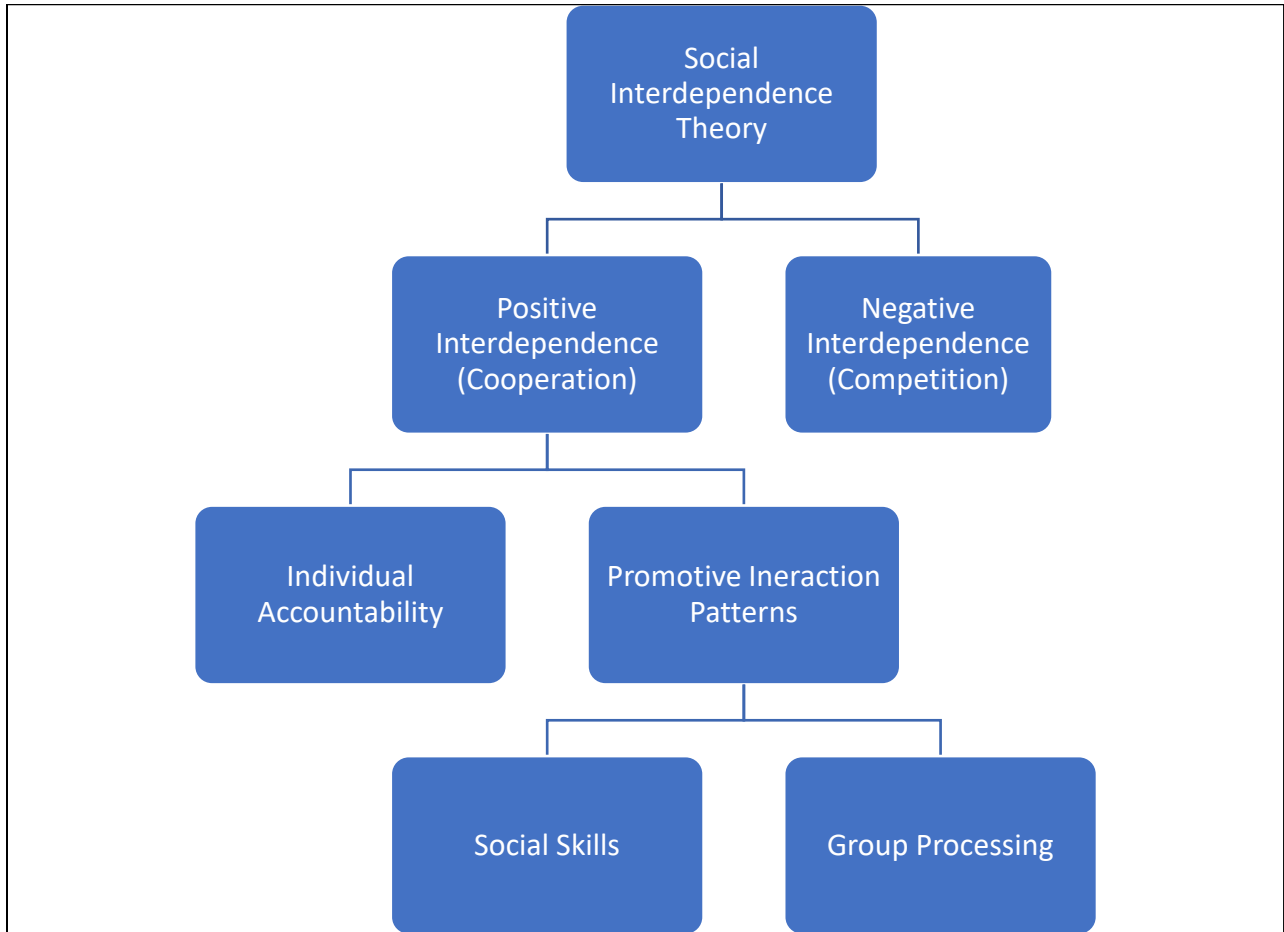 Social
Interdependence
Theory
Positive
Interdependence
(Cooperation)
Negative
Interdependence
(Competition)
Individual
Accountability
Promotive Ineraction
Patterns
Social Skills
Group Processing